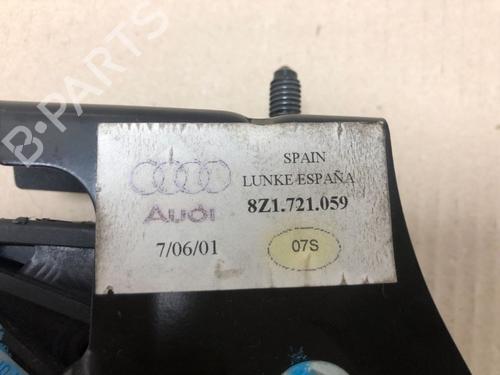 B-PARTS
SPAIN
LUNKE ESPAÑA
Audi
8Z1.721.059
7/06/01
07S